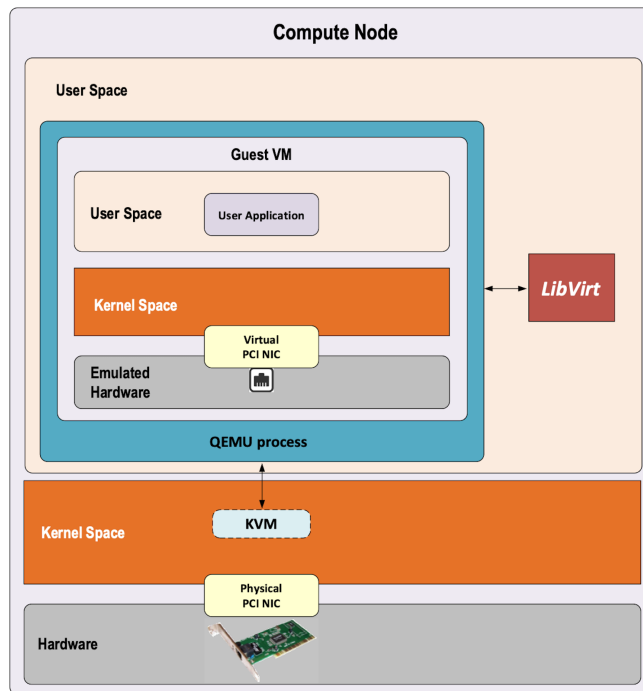 Compute Node
User Space
Guest VM
User Space
User Application
Kernel Space
LibVirt
Virtual
PCI NIC
Emulated
Hardware
QEMU process
KVM
Kernel Space
Physical
PCI NIC
Hardware